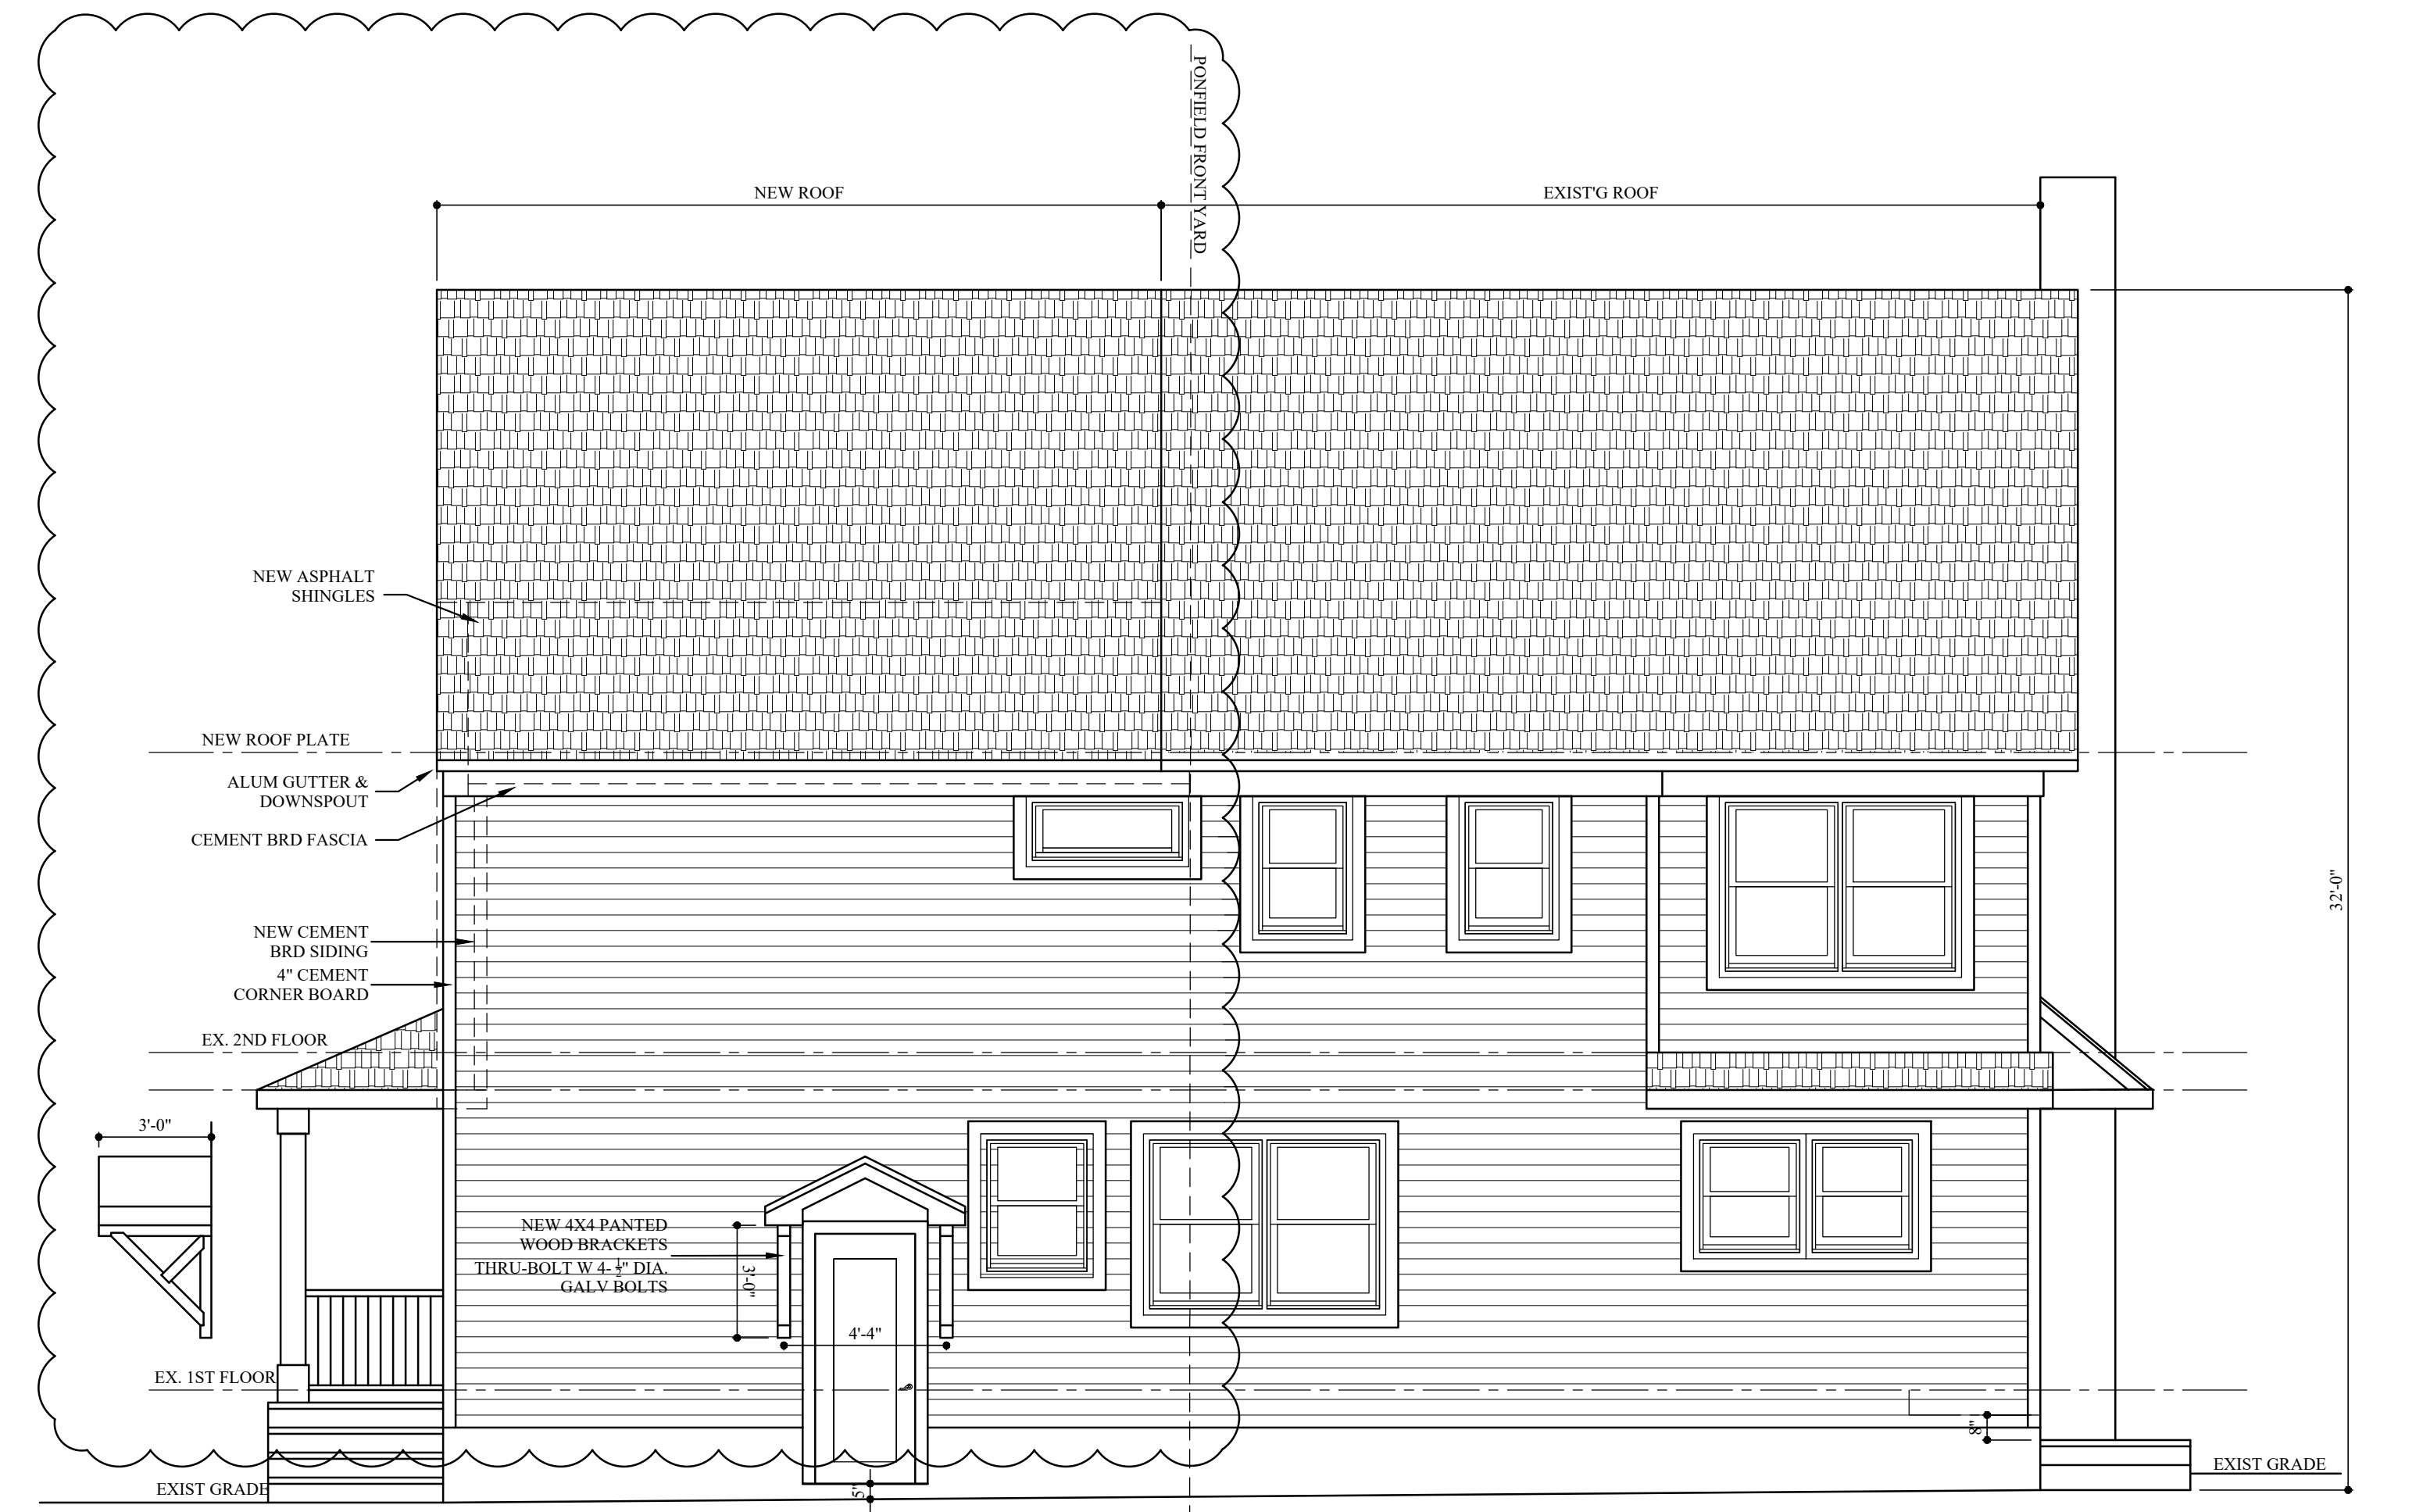 PONFIELD FRONT YARD
NEW ROOF
EXIST'G ROOF
NEW ASPHALT
SHINGLES
NEW ROOF PLATE
ALUM GUTTER &
DOWNSPOUT
CEMENT BRD FASCIA
32'-0"
NEW CEMENT
BRD SIDING
4" CEMENT
CORNER BOARD
EX. 2ND FLOOR
3'-0"
NEW 4X4 PANTED
WOOD BRACKETS
THRU-BOLT W 4-½" DIA.
GALV BOLTS
3'-0"
4'-4"
EX. 1ST FLOOR
8"
EXIST GRADE
5"
EXIST GRADE